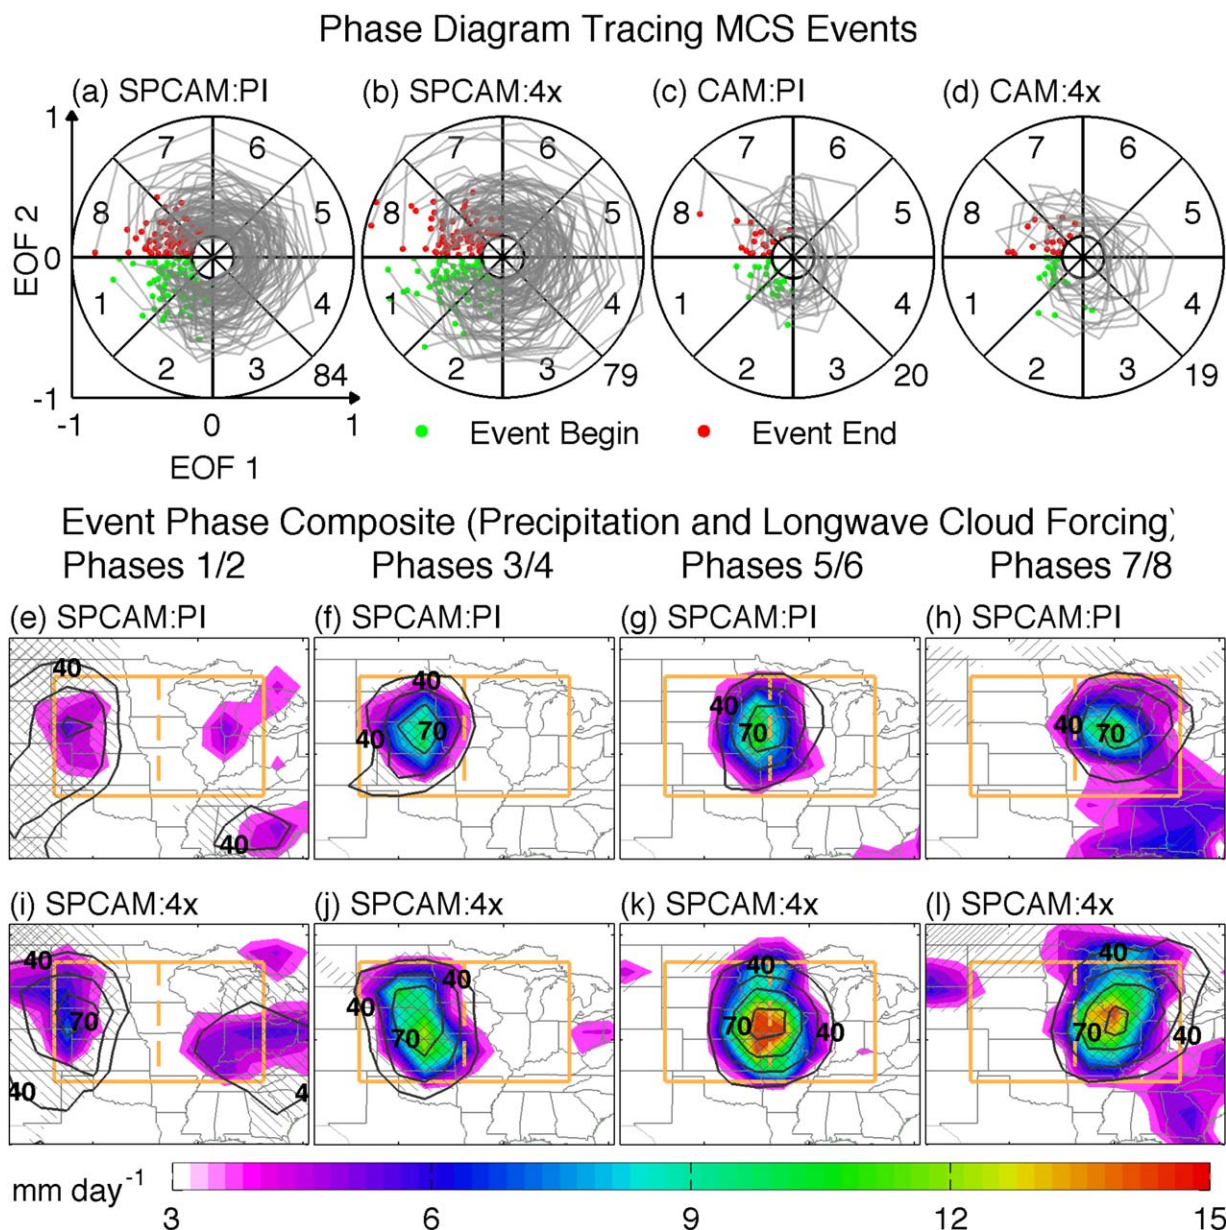 Phase Diagram Tracing MCS Events
(a) SPCAM:PI (b) SPCAM:4x (c) CAM:PI (d) CAM:4x
1
7 6 7 6 7 6 7 6
8 5 8 5 8 5 8 5
EOF 2
0
1 4 1 4 1 4 1 4
2 3 84 2 3 79 2 3 20 2 3 19
-1
-1 0 1
Event Begin Event End
EOF 1
Event Phase Composite (Precipitation and Longwave Cloud Forcing)
Phases 1/2 Phases 3/4 Phases 5/6 Phases 7/8
(e) SPCAM:PI (f) SPCAM:PI (g) SPCAM:PI (h) SPCAM:PI
40 40
40 40
40 70 70 70
40
(i) SPCAM:4x (j) SPCAM:4x (k) SPCAM:4x (l) SPCAM:4x
40 40 40 40
40
70 70 70 40 70 40
40 4
mm day⁻¹
3 6 9 12 15